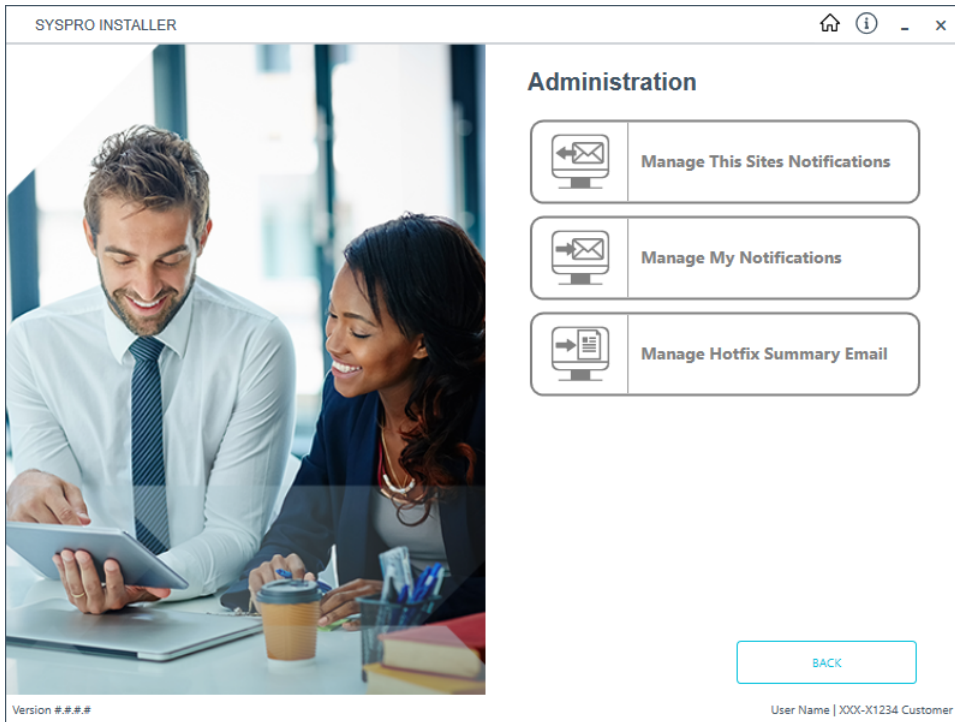 SYSPRO INSTALLER
Administration
Manage This Sites Notifications
Manage My Notifications
Manage Hotfix Summary Email
BACK
Version #.#.#.#
User Name | XXX-X1234 Customer